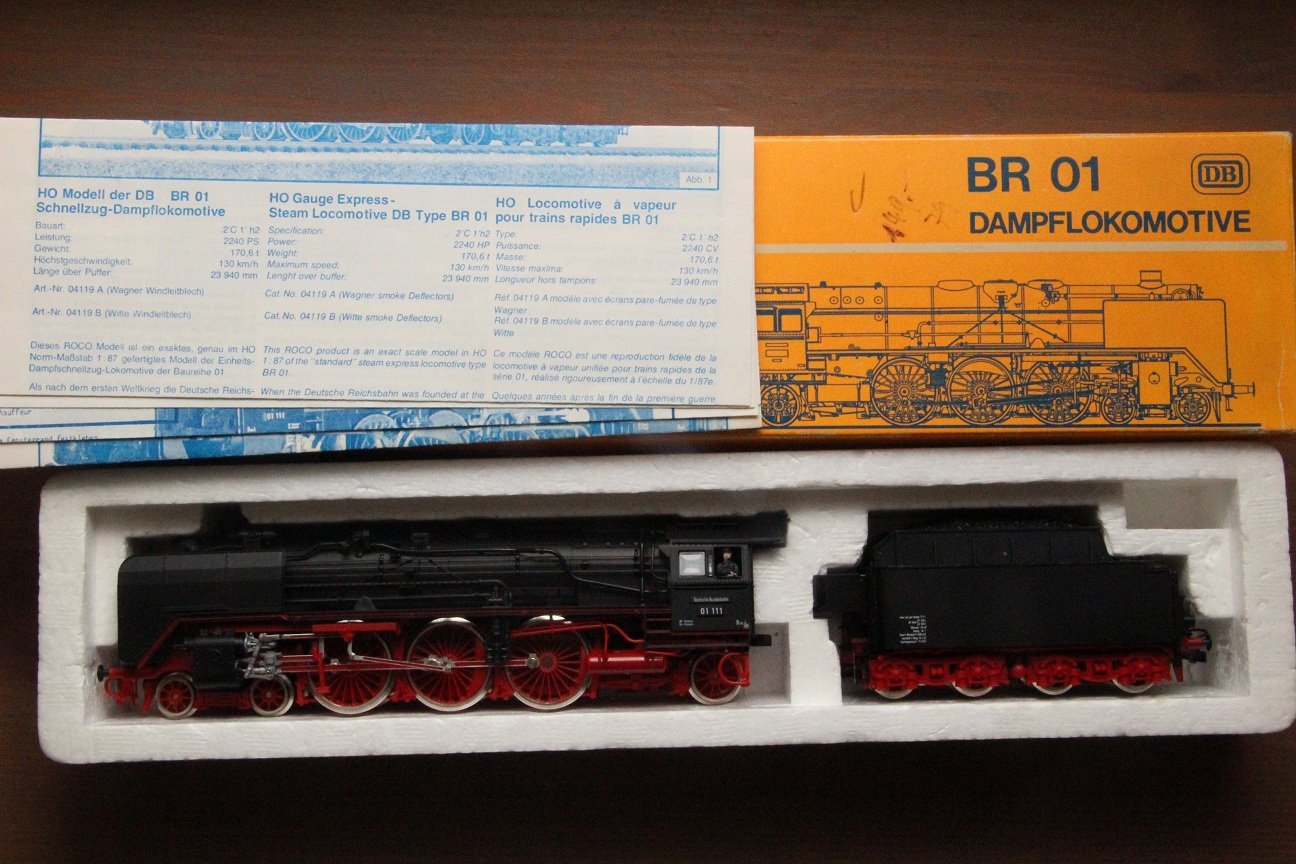 Abb 1
HO Modell der DB BR 01
Schnellzug-Dampflokomotive
Bauart: 2'C 1' h2
Leistung: 2240 PS
Gewicht: 170,6 t
Höchstgeschwindigkeit: 130 km/h
Länge über Puffer: 23 940 mm
Art.-Nr. 04119 A (Wagner Windleitblech)
Art.-Nr. 04119 B (Witte Windleitblech)
Dieses ROCO Modell ist ein exaktes, genau im HO
Norm-Maßstab 1:87 gefertigtes Modell der Einheits-
Dampfschnellzug-Lokomotive der Baureihe 01
Als nach dem ersten Weltkrieg die Deutsche Reichs-
HO Gauge Express-
Steam Locomotive DB Type BR 01
Specification: 2'C 1' h2
Power: 2240 HP
Weight: 170,6 t
Maximum speed: 130 km/h
Lenght over buffer: 23 940 mm
Cat. No. 04119 A (Wagner smoke Deflectors)
Cat. No. 04119 B (Witte smoke Deflectors)
This ROCO product is an exact scale model in HO
1:87 of the "standard" steam express locomotive type
BR 01.
When the Deutsche Reichsbahn was founded at the
HO Locomotive à vapeur
pour trains rapides BR 01
Type: 2'C 1' h2
Puissance: 2240 CV
Masse: 170,6 t
Vitesse maxima: 130 km/h
Longueur hors tampons: 23 940 mm
Réf. 04119 A modèle avec écrans pare-fumée de type
Wagner
Réf. 04119 B modèle avec écrans pare-fumée de type
Witte
Ce modèle ROCO est une reproduction fidèle de la
locomotive à vapeur unifiée pour trains rapides de la
série 01, réalisé rigoureusement à l'échelle du 1/87e.
Quelques années après la fin de la première guerre
hauffeur
Fensterrand festkleben
01 111
BR 01
DB
DAMPFLOKOMOTIVE
Deutsche Bundesbahn
01 111